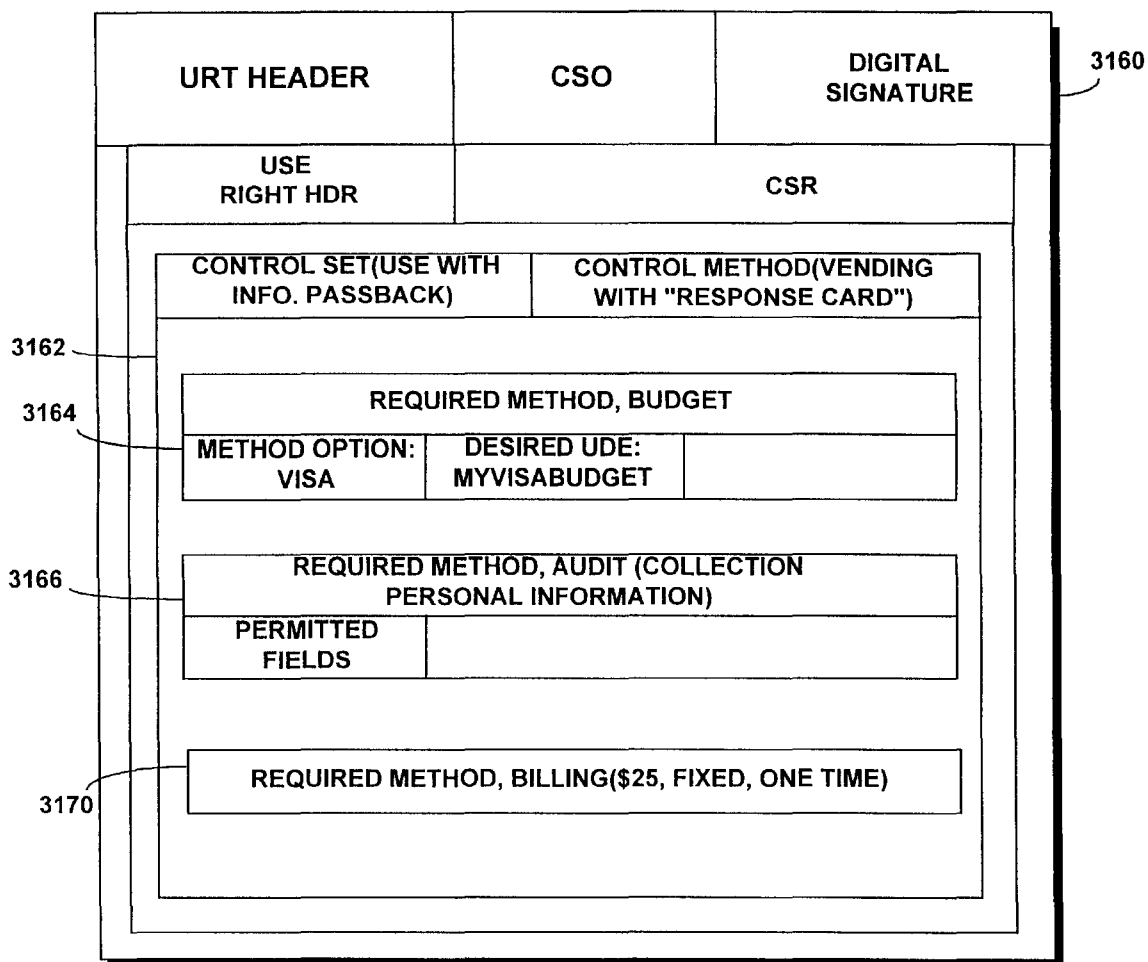 URT HEADER
CSO
DIGITAL
SIGNATURE
3160
USE
RIGHT HDR
CSR
CONTROL SET(USE WITH
INFO. PASSBACK)
CONTROL METHOD(VENDING
WITH "RESPONSE CARD")
3162
REQUIRED METHOD, BUDGET
3164
METHOD OPTION:
VISA
DESIRED UDE:
MYVISABUDGET
REQUIRED METHOD, AUDIT (COLLECTION
PERSONAL INFORMATION)
3166
PERMITTED
FIELDS
REQUIRED METHOD, BILLING($25, FIXED, ONE TIME)
3170